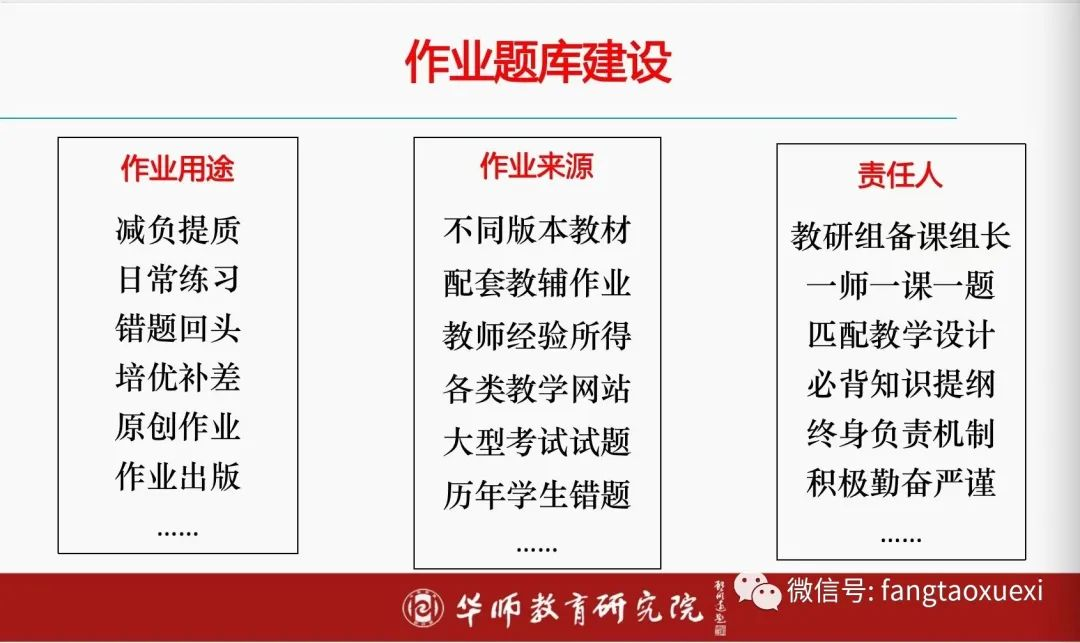 作业题库建设
作业用途
减负提质
日常练习
错题回头
培优补差
原创作业
作业出版
......
作业来源
不同版本教材
配套教辅作业
教师经验所得
各类教学网站
大型考试试题
历年学生错题
......
责任人
教研组备课组长
一师一课一题
匹配教学设计
必背知识提纲
终身负责机制
积极勤奋严谨
......
华师教育研究院
微信号: fangtaoxuexi